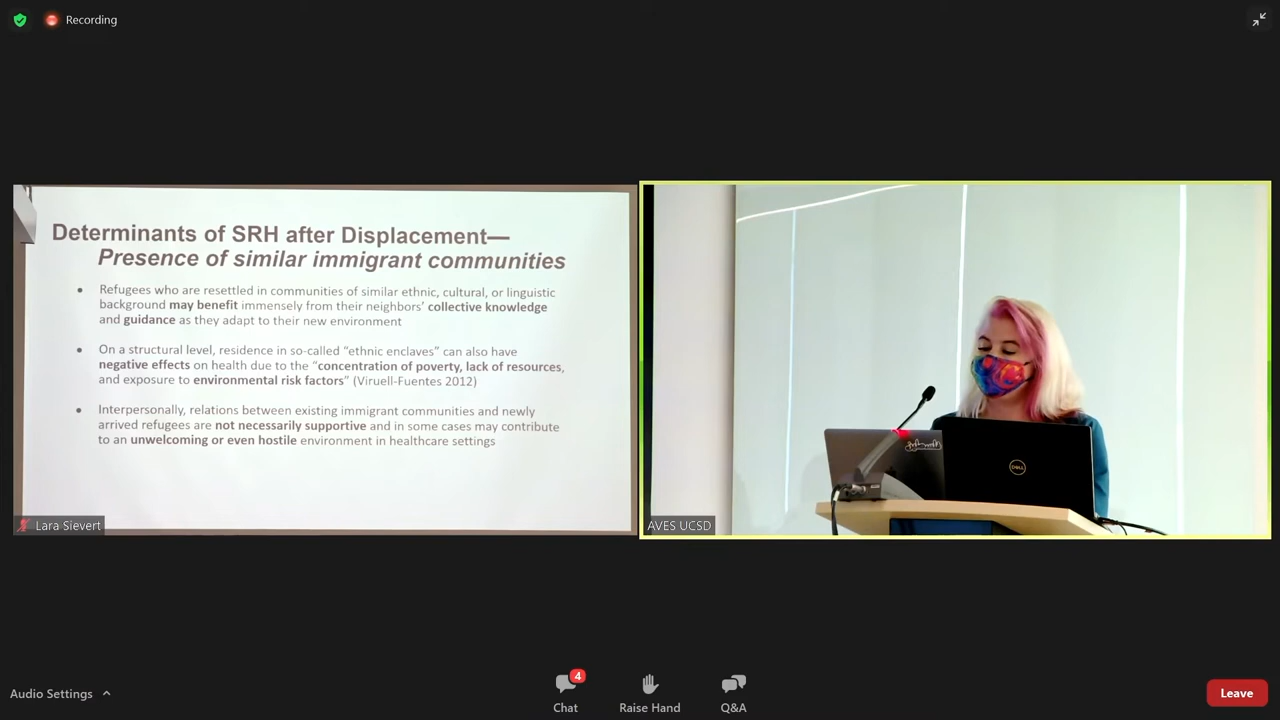 Recording
Determinants of SRH after Displacement—
Presence of similar immigrant communities
• Refugees who are resettled in communities of similar ethnic, cultural, or linguistic
background may benefit immensely from their neighbors' collective knowledge
and guidance as they adapt to their new environment
• On a structural level, residence in so-called "ethnic enclaves" can also have
negative effects on health due to the "concentration of poverty, lack of resources,
and exposure to environmental risk factors" (Viruell-Fuentes 2012)
• Interpersonally, relations between existing immigrant communities and newly
arrived refugees are not necessarily supportive and in some cases may contribute
to an unwelcoming or even hostile environment in healthcare settings
Lara Sievert
DELL
AVES UCSD
Audio Settings
4
Chat
Raise Hand
Q&A
Leave